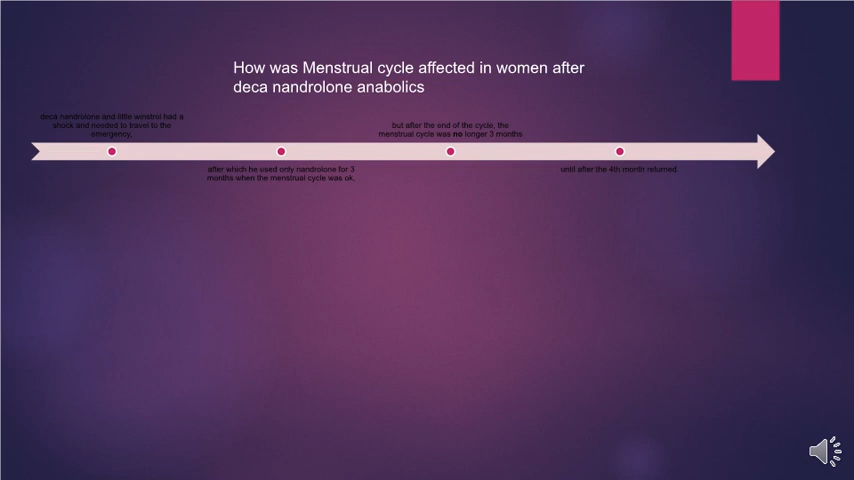 How was Menstrual cycle affected in women after
deca nandrolone anabolics
deca nandrolone and little winstrol had a
shock and needed to travel to the
emergency,
after which he used only nandrolone for 3
months when the menstrual cycle was ok,
but after the end of the cycle, the
menstrual cycle was no longer 3 months
until after the 4th month returned.